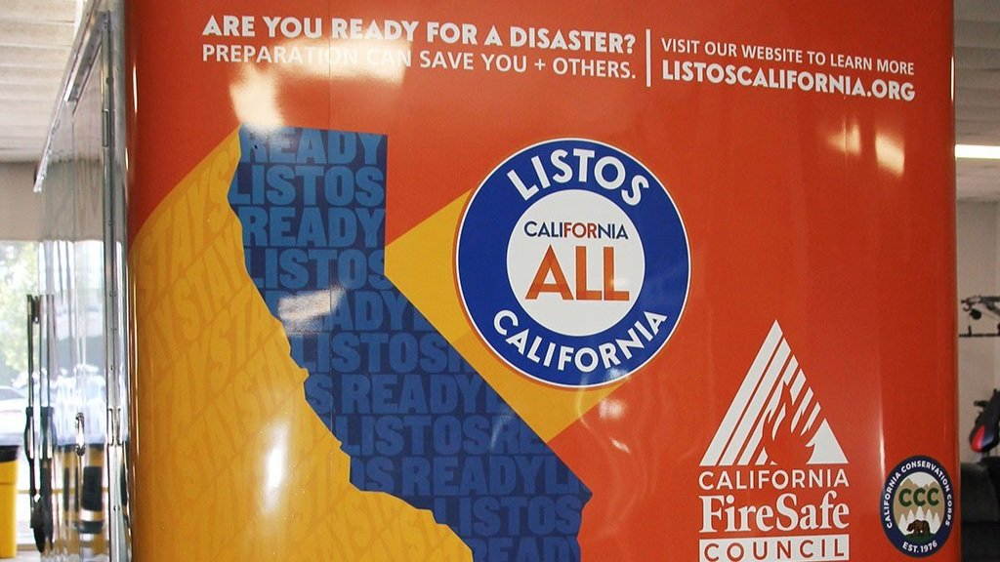 ARE YOU READY FOR A DISASTER?
PREPARATION CAN SAVE YOU + OTHERS.
VISIT OUR WEBSITE TO LEARN MORE
LISTOSCALIFORNIA.ORG
READY
LISTOS
READY
LISTOS
READY
LISTOS
READY
LISTOS
READY
LISTOS
READY
LISTOS
CALIFORNIA
ALL
CALIFORNIA
CALIFORNIA
FireSafe
COUNCIL
CALIFORNIA CONSERVATION CORPS
CCC
EST. 1976